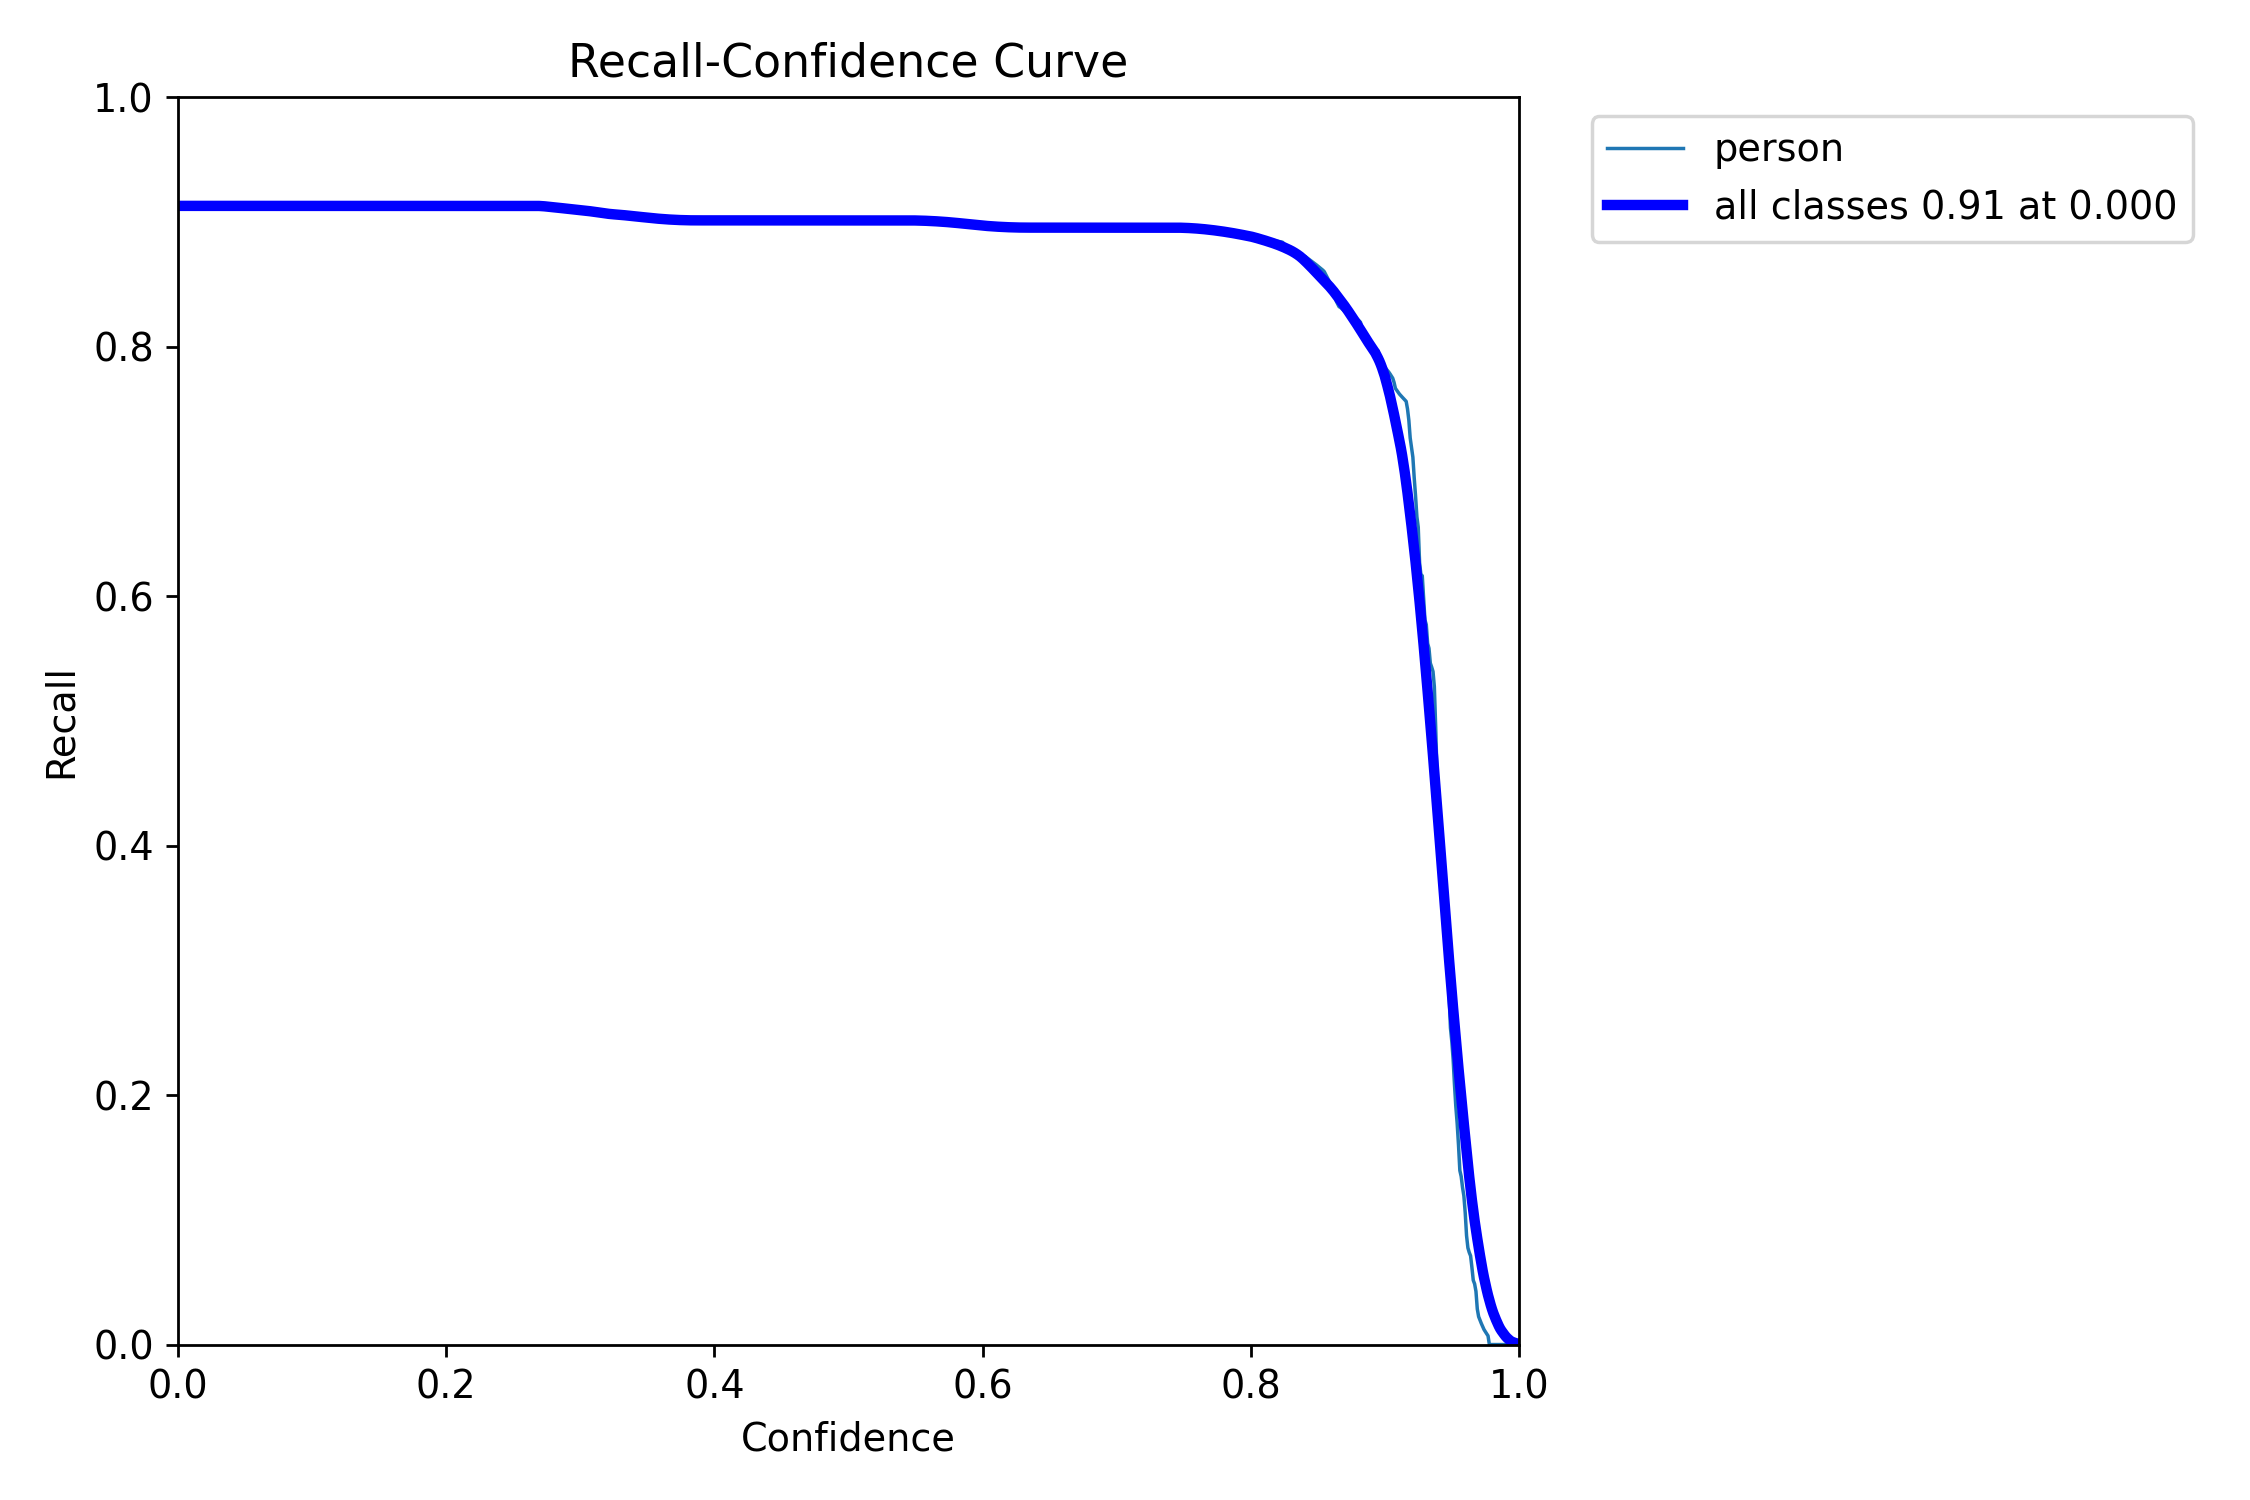 Recall-Confidence Curve
1.0
0.8
0.6
0.4
0.2
0.0
Recall
0.0 0.2 0.4 0.6 0.8 1.0
Confidence
person
all classes 0.91 at 0.000